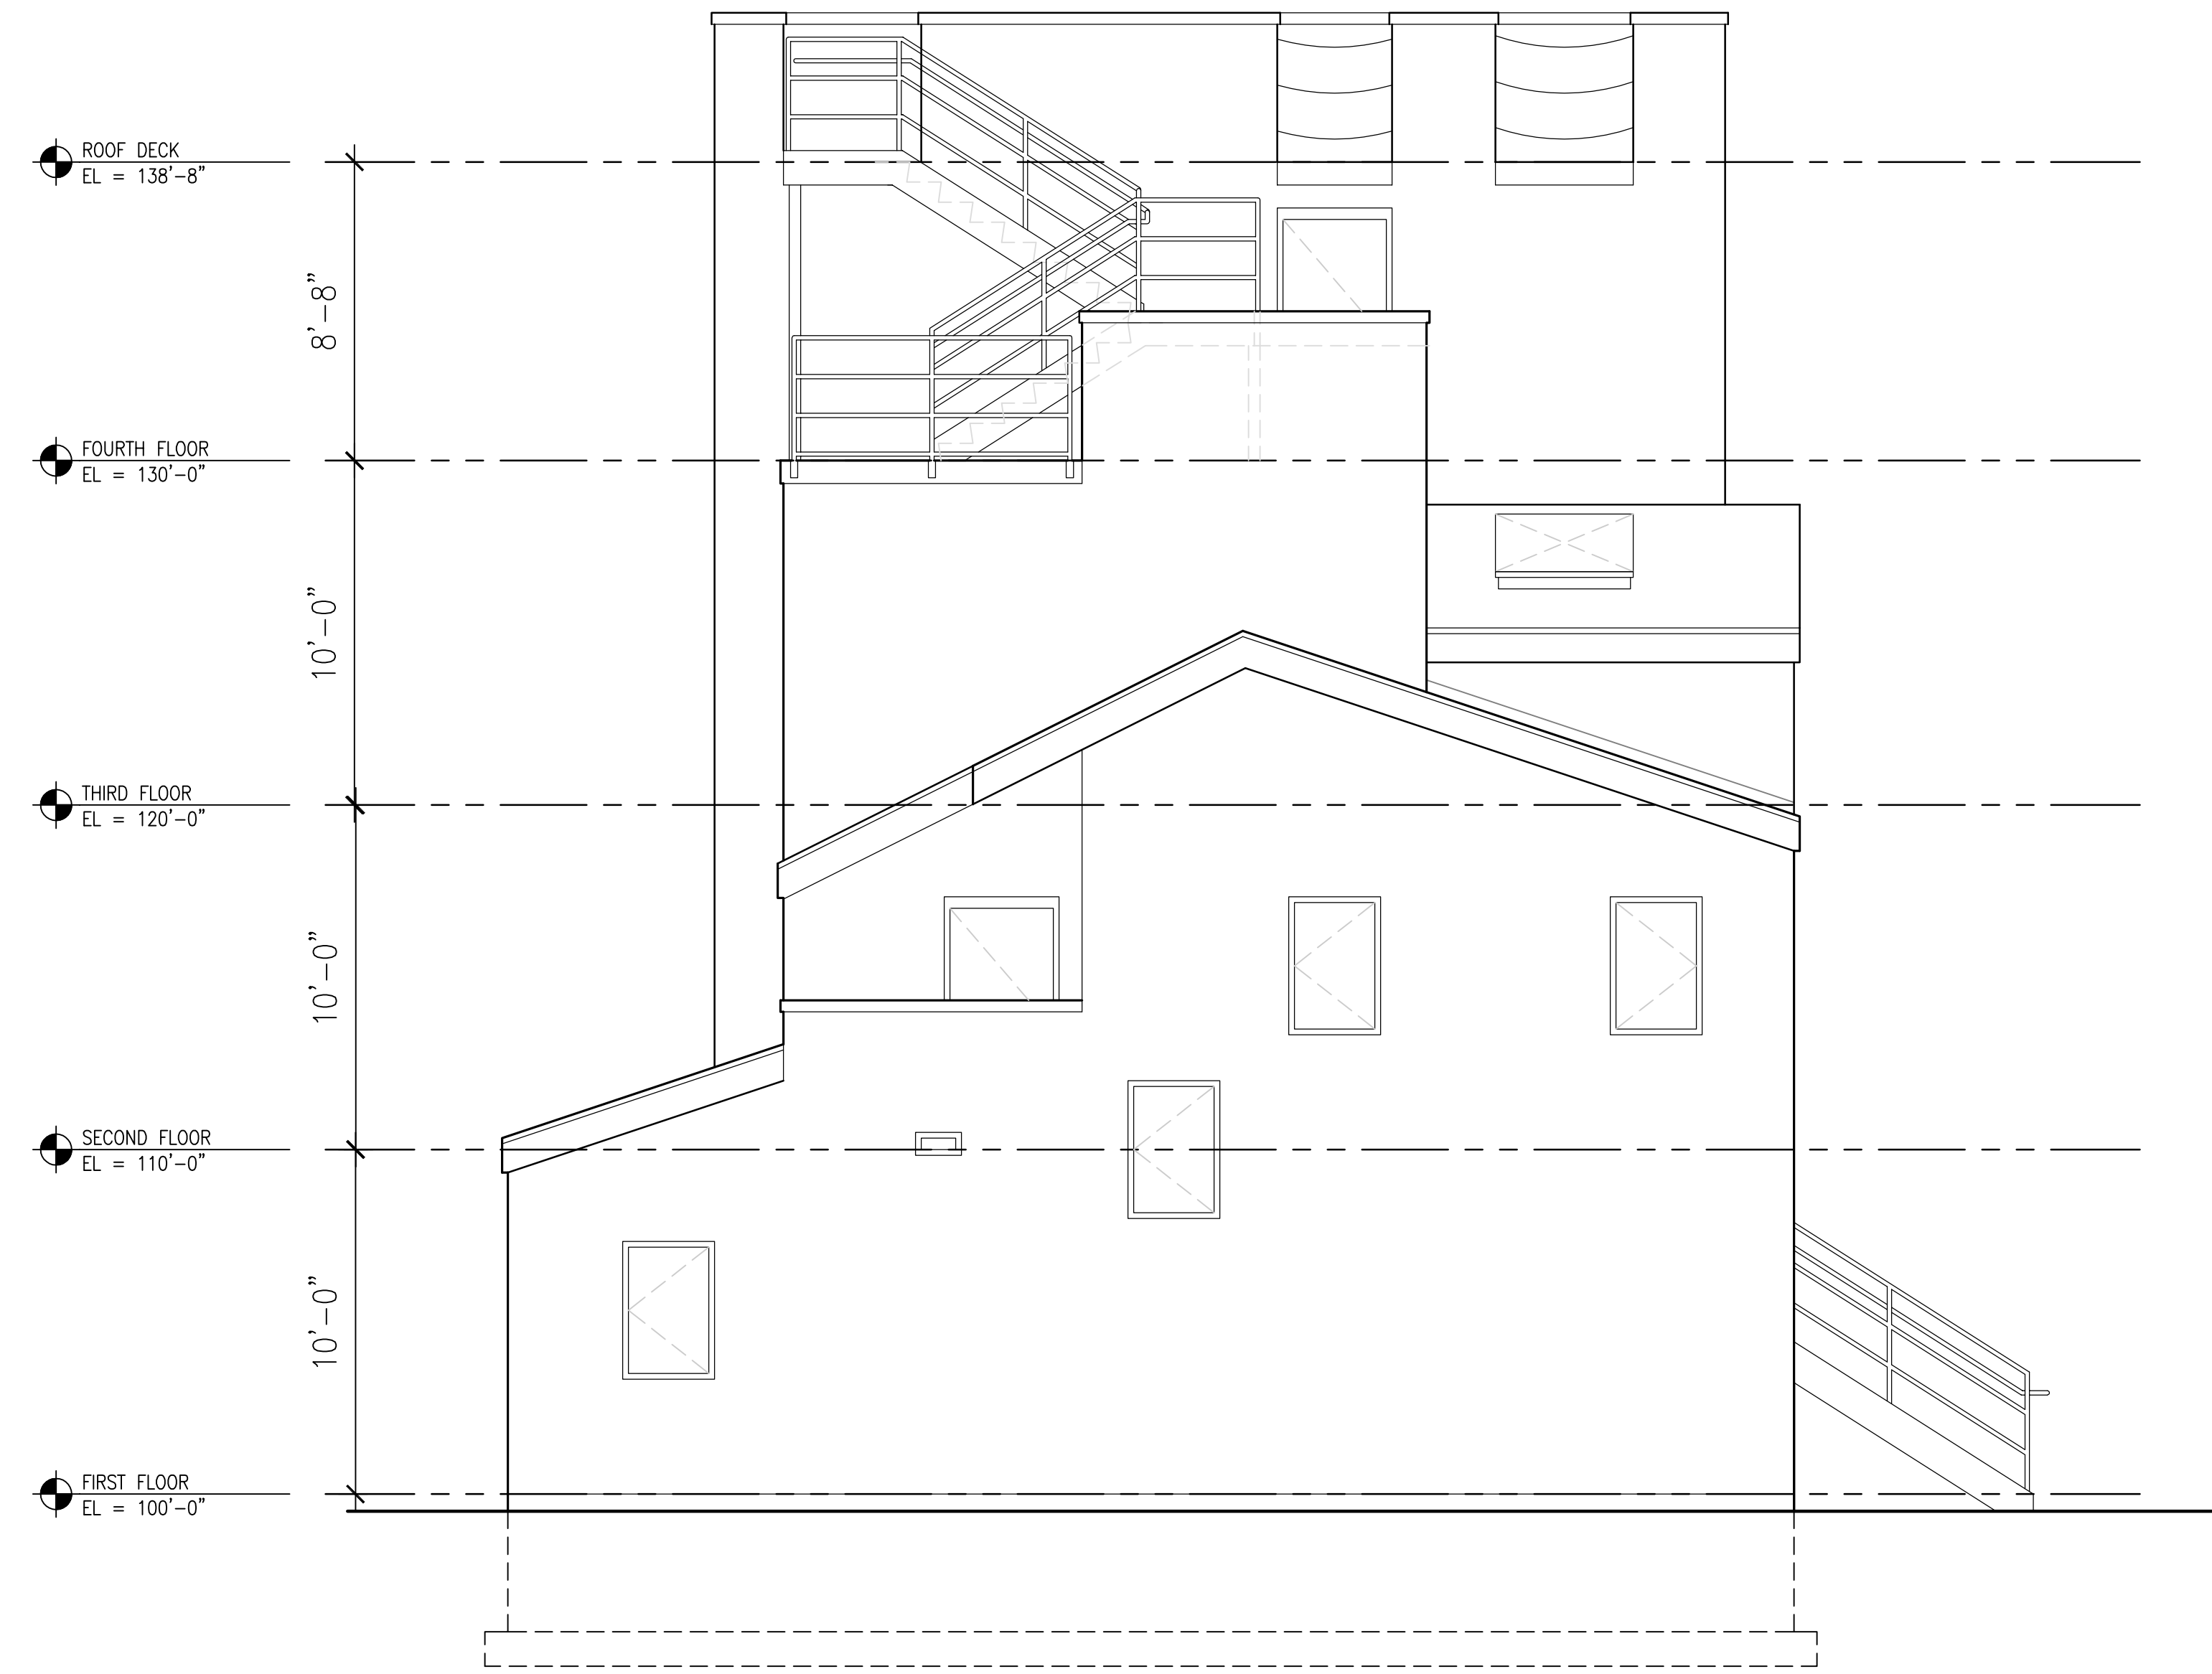 ROOF DECK
EL = 138'-8"
8'-8"
FOURTH FLOOR
EL = 130'-0"
10'-0"
THIRD FLOOR
EL = 120'-0"
10'-0"
SECOND FLOOR
EL = 110'-0"
10'-0"
FIRST FLOOR
EL = 100'-0"